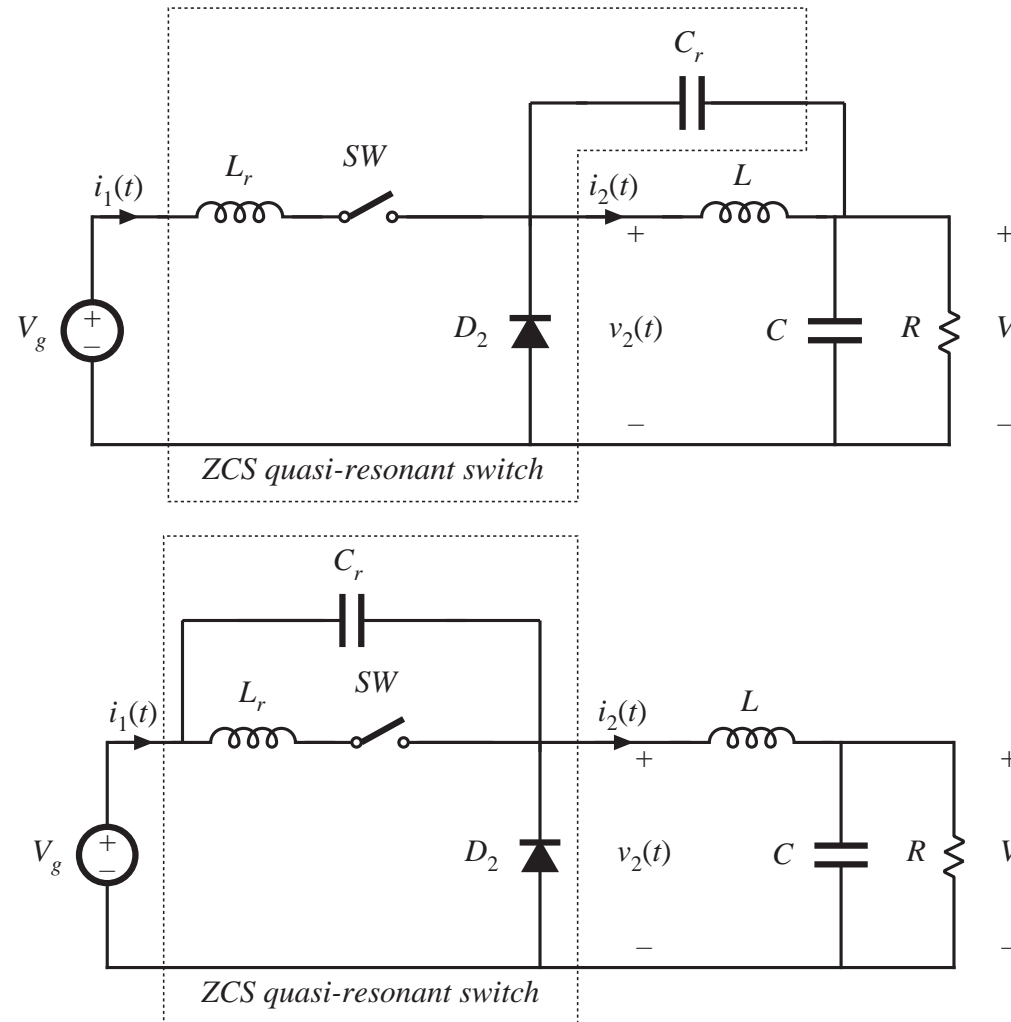 C_r
L_r
SW
i_1(t)
i_2(t)
L
+
+
V_g
+
–
D_2
v_2(t)
C
R
V
–
–
ZCS quasi-resonant switch
C_r
L_r
SW
i_1(t)
i_2(t)
L
+
+
V_g
+
–
D_2
v_2(t)
C
R
V
–
–
ZCS quasi-resonant switch